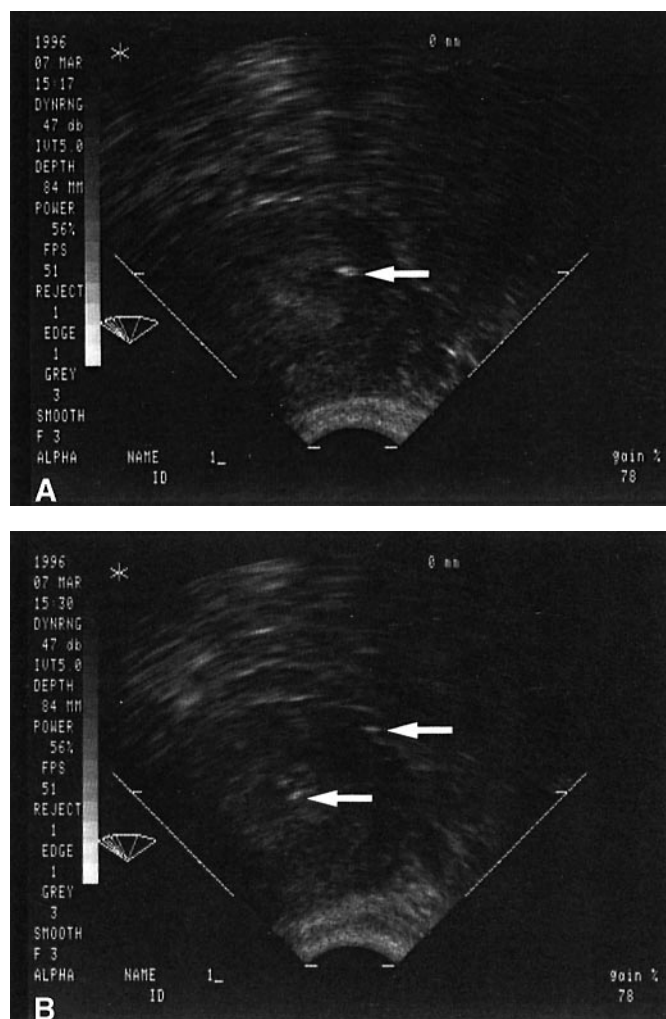 1996
07 MAR
15:17
DYNRNG
47 db
IVT5.0
DEPTH
84 MM
POWER
56%
FPS
51
REJECT
1
EDGE
1
GREY
3
SMOOTH
F 3
ALPHA NAME 1_
ID
0 mm
gain %
78
A
1996
07 MAR
15:30
DYNRNG
47 db
IVT5.0
DEPTH
84 MM
POWER
56%
FPS
51
REJECT
1
EDGE
1
GREY
3
SMOOTH
F 3
ALPHA NAME 1_
ID
0 mm
gain %
78
B